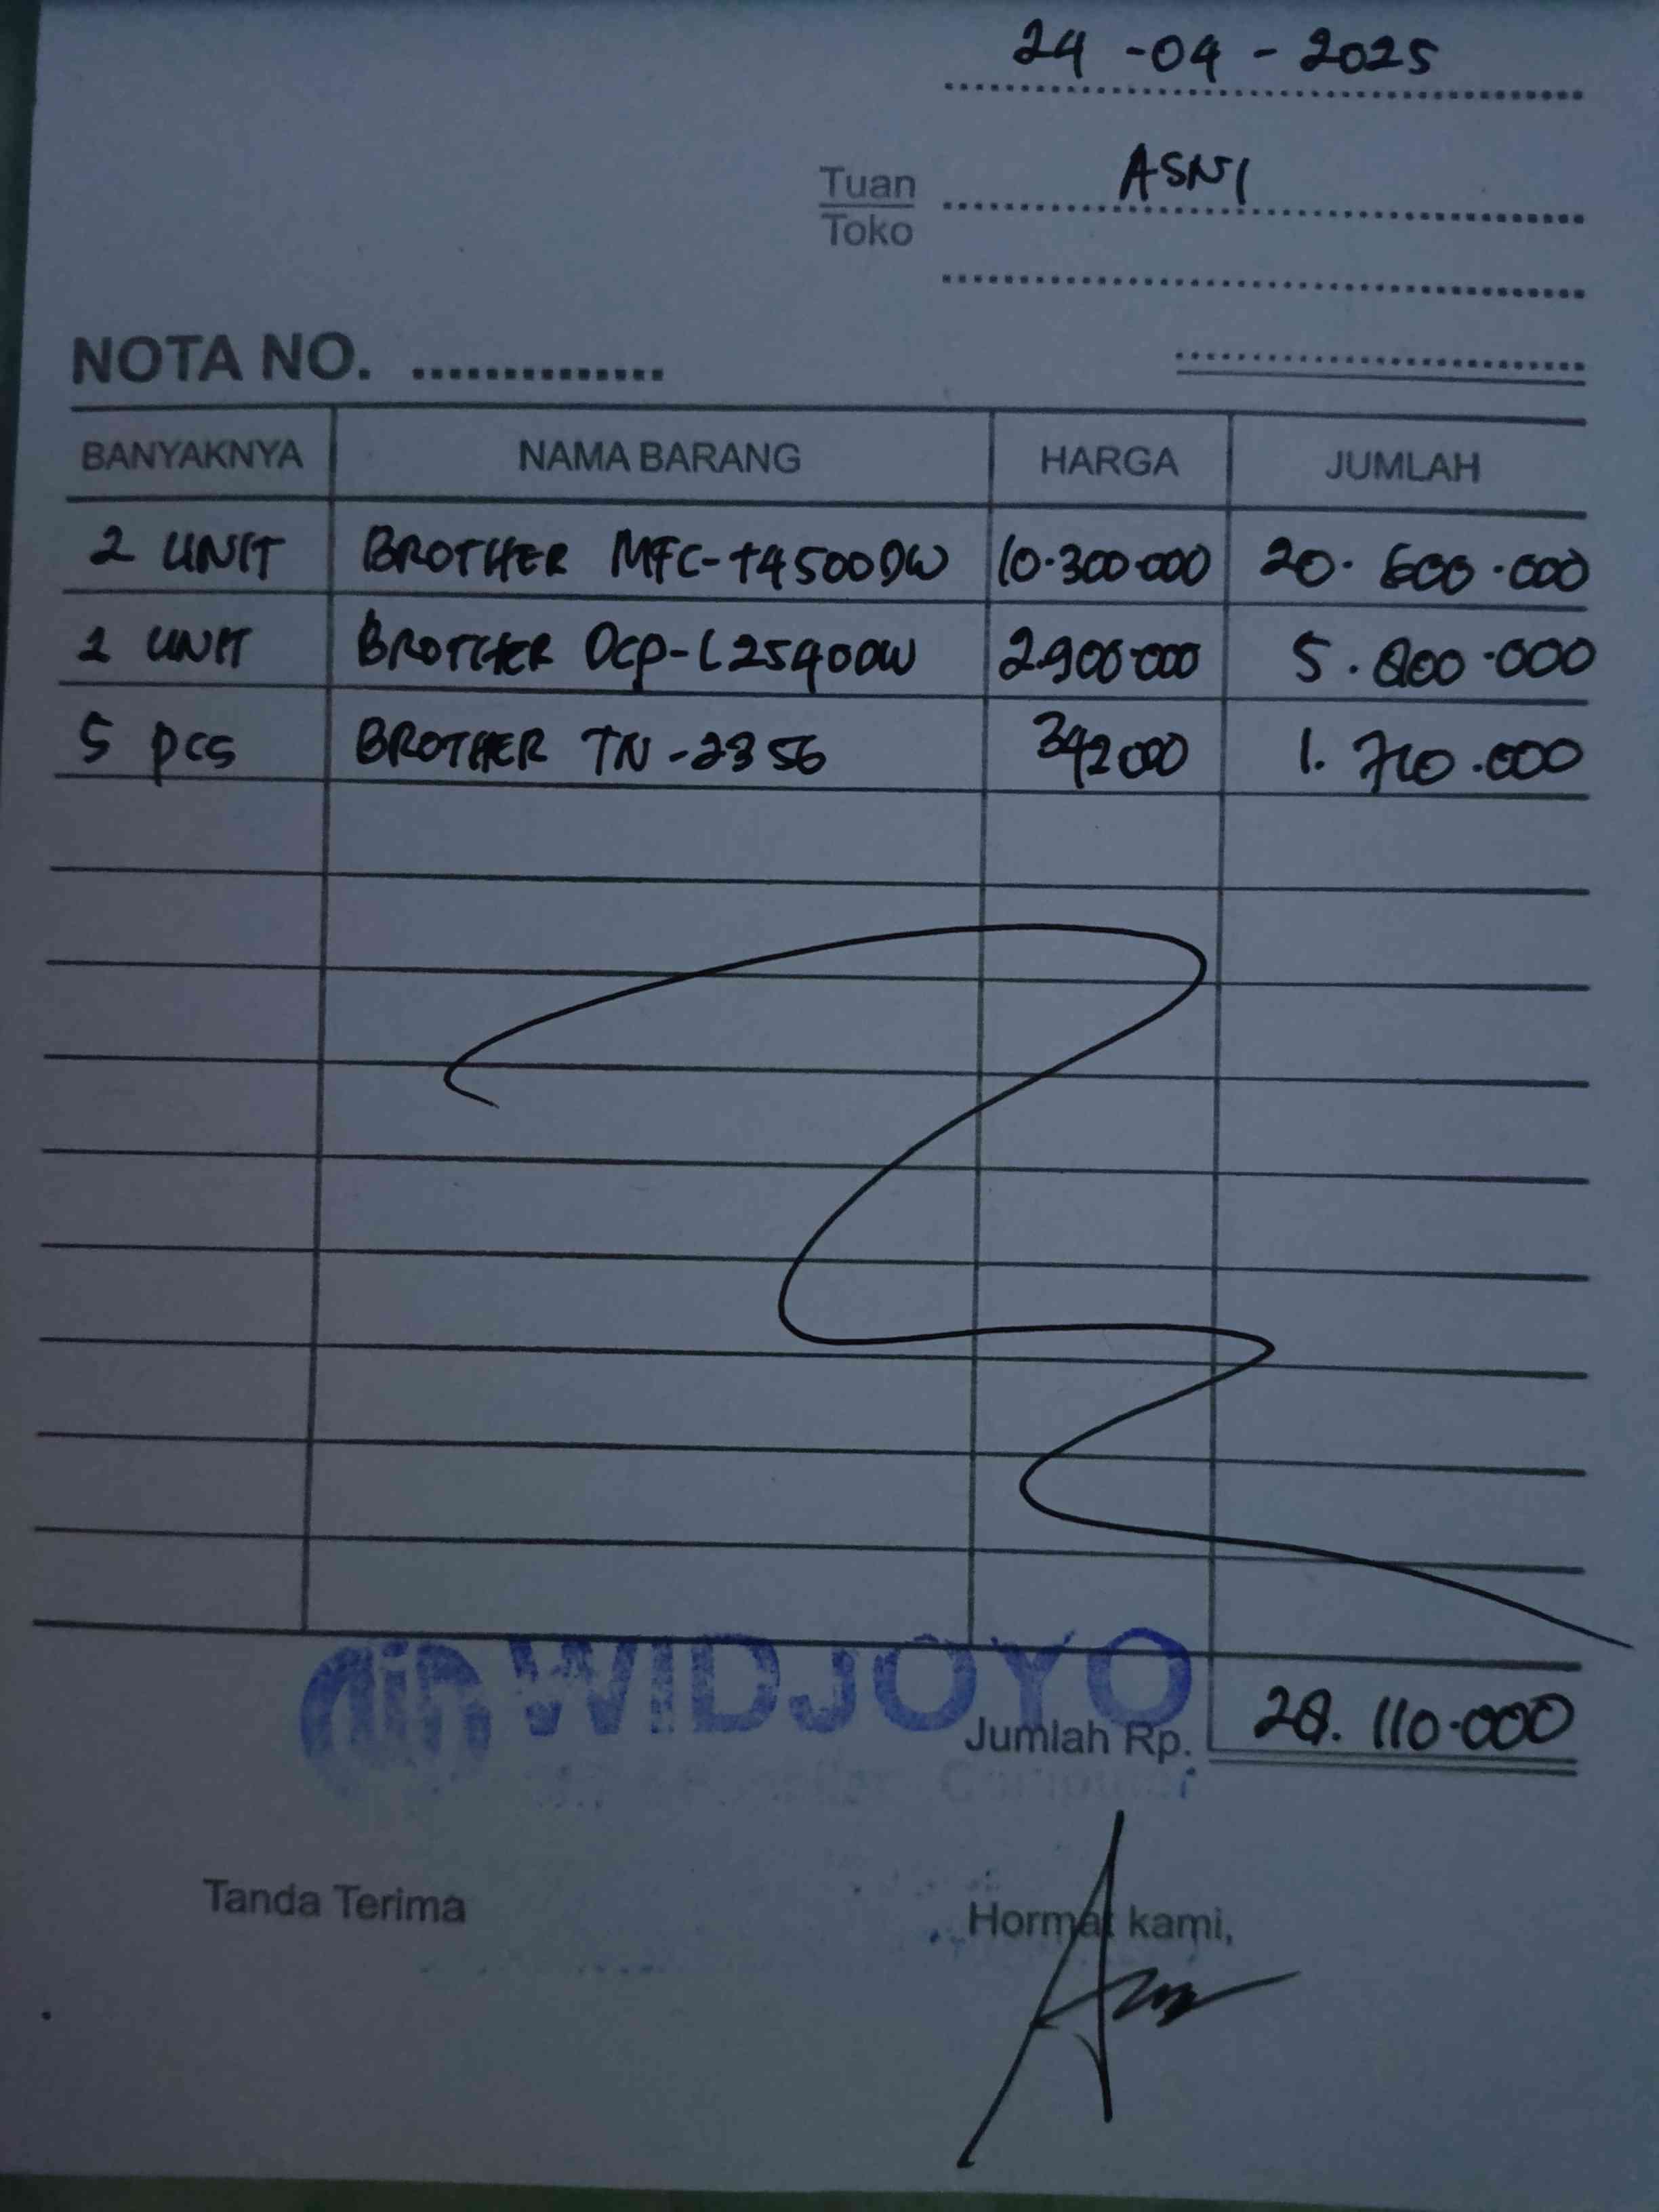 24-04-2025
Tuan
Toko
ASNI
NOTA NO. ..............
BANYAKNYA NAMA BARANG HARGA JUMLAH
2 UNIT BROTHER MFC-T4500DW 10.300.000 20.600.000
2 UNIT BROTHER DCP-L2540DW 2.900.000 5.800.000
5 pcs BROTHER TN-2356 342000 1.710.000
WIDJOYO
Jumlah Rp. 28.110.000
Tanda Terima Hormat kami,